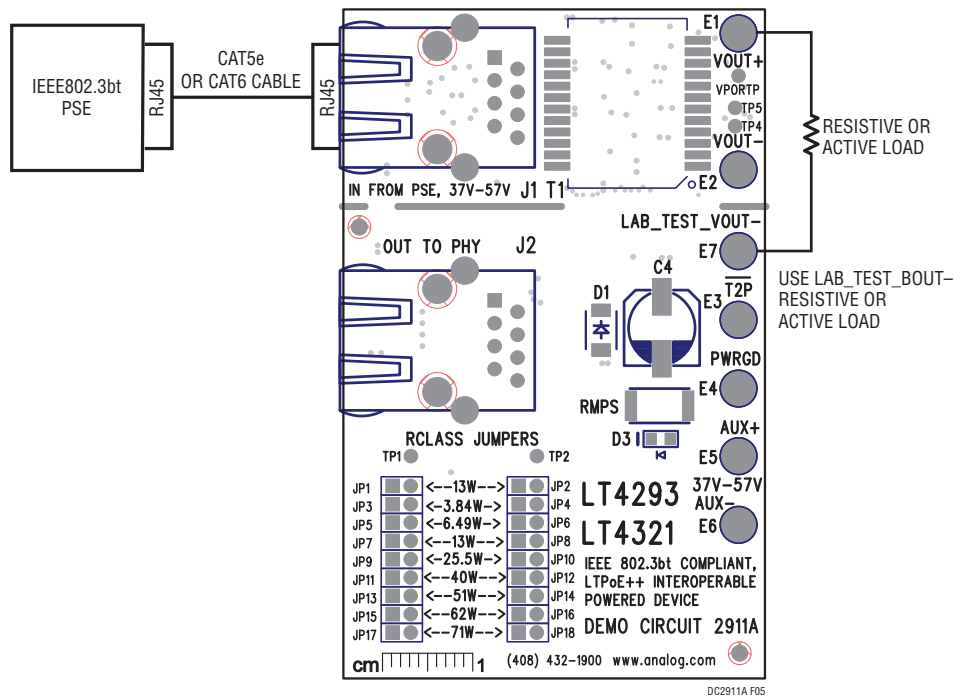 IEEE802.3bt
PSE
RJ45
CAT5e
OR CAT6 CABLE
RJ45
E1
VOUT+
VPORTP
TP5
TP4
VOUT-
E2
RESISTIVE OR
ACTIVE LOAD
IN FROM PSE, 37V-57V J1 T1
LAB_TEST_VOUT-
E7
OUT TO PHY J2
USE LAB_TEST_BOUT–
RESISTIVE OR
ACTIVE LOAD
C4
D1
E3
T2P
PWRGD
E4
RMPS
D3
AUX+
E5
37V-57V
AUX-
E6
RCLASS JUMPERS
TP1 TP2
JP1 <--13W--> JP2
JP3 <-3.84W-> JP4
JP5 <-6.49W-> JP6
JP7 <--13W--> JP8
JP9 <-25.5W-> JP10
JP11 <--40W--> JP12
JP13 <--51W--> JP14
JP15 <--62W--> JP16
JP17 <--71W--> JP18
LT4293
LT4321
IEEE 802.3bt COMPLIANT,
LTPoE++ INTEROPERABLE
POWERED DEVICE
DEMO CIRCUIT 2911A
cm 1 (408) 432-1900 www.analog.com
DC2911A F05